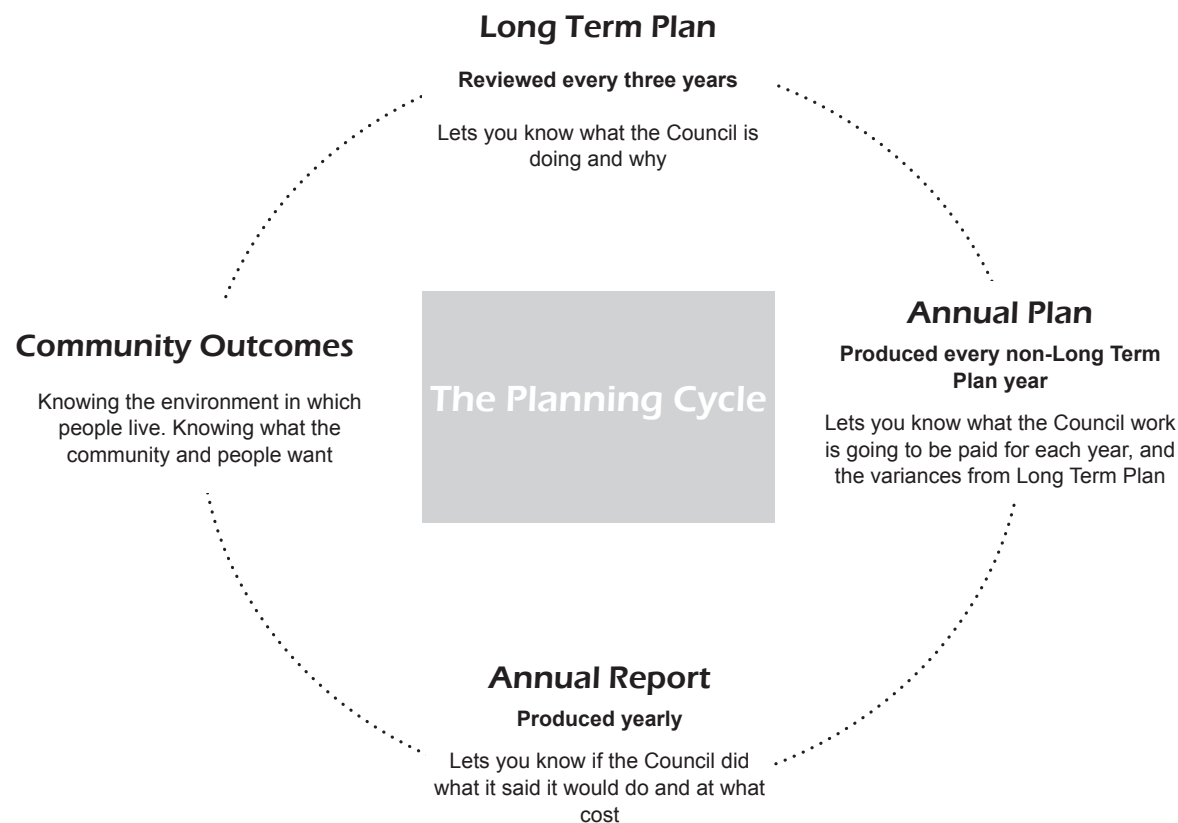 Long Term Plan
Reviewed every three years
Lets you know what the Council is
doing and why
Annual Plan
Produced every non-Long Term
Plan year
Lets you know what the Council work
is going to be paid for each year, and
the variances from Long Term Plan
Community Outcomes
Knowing the environment in which
people live. Knowing what the
community and people want
The Planning Cycle
Annual Report
Produced yearly
Lets you know if the Council did
what it said it would do and at what
cost